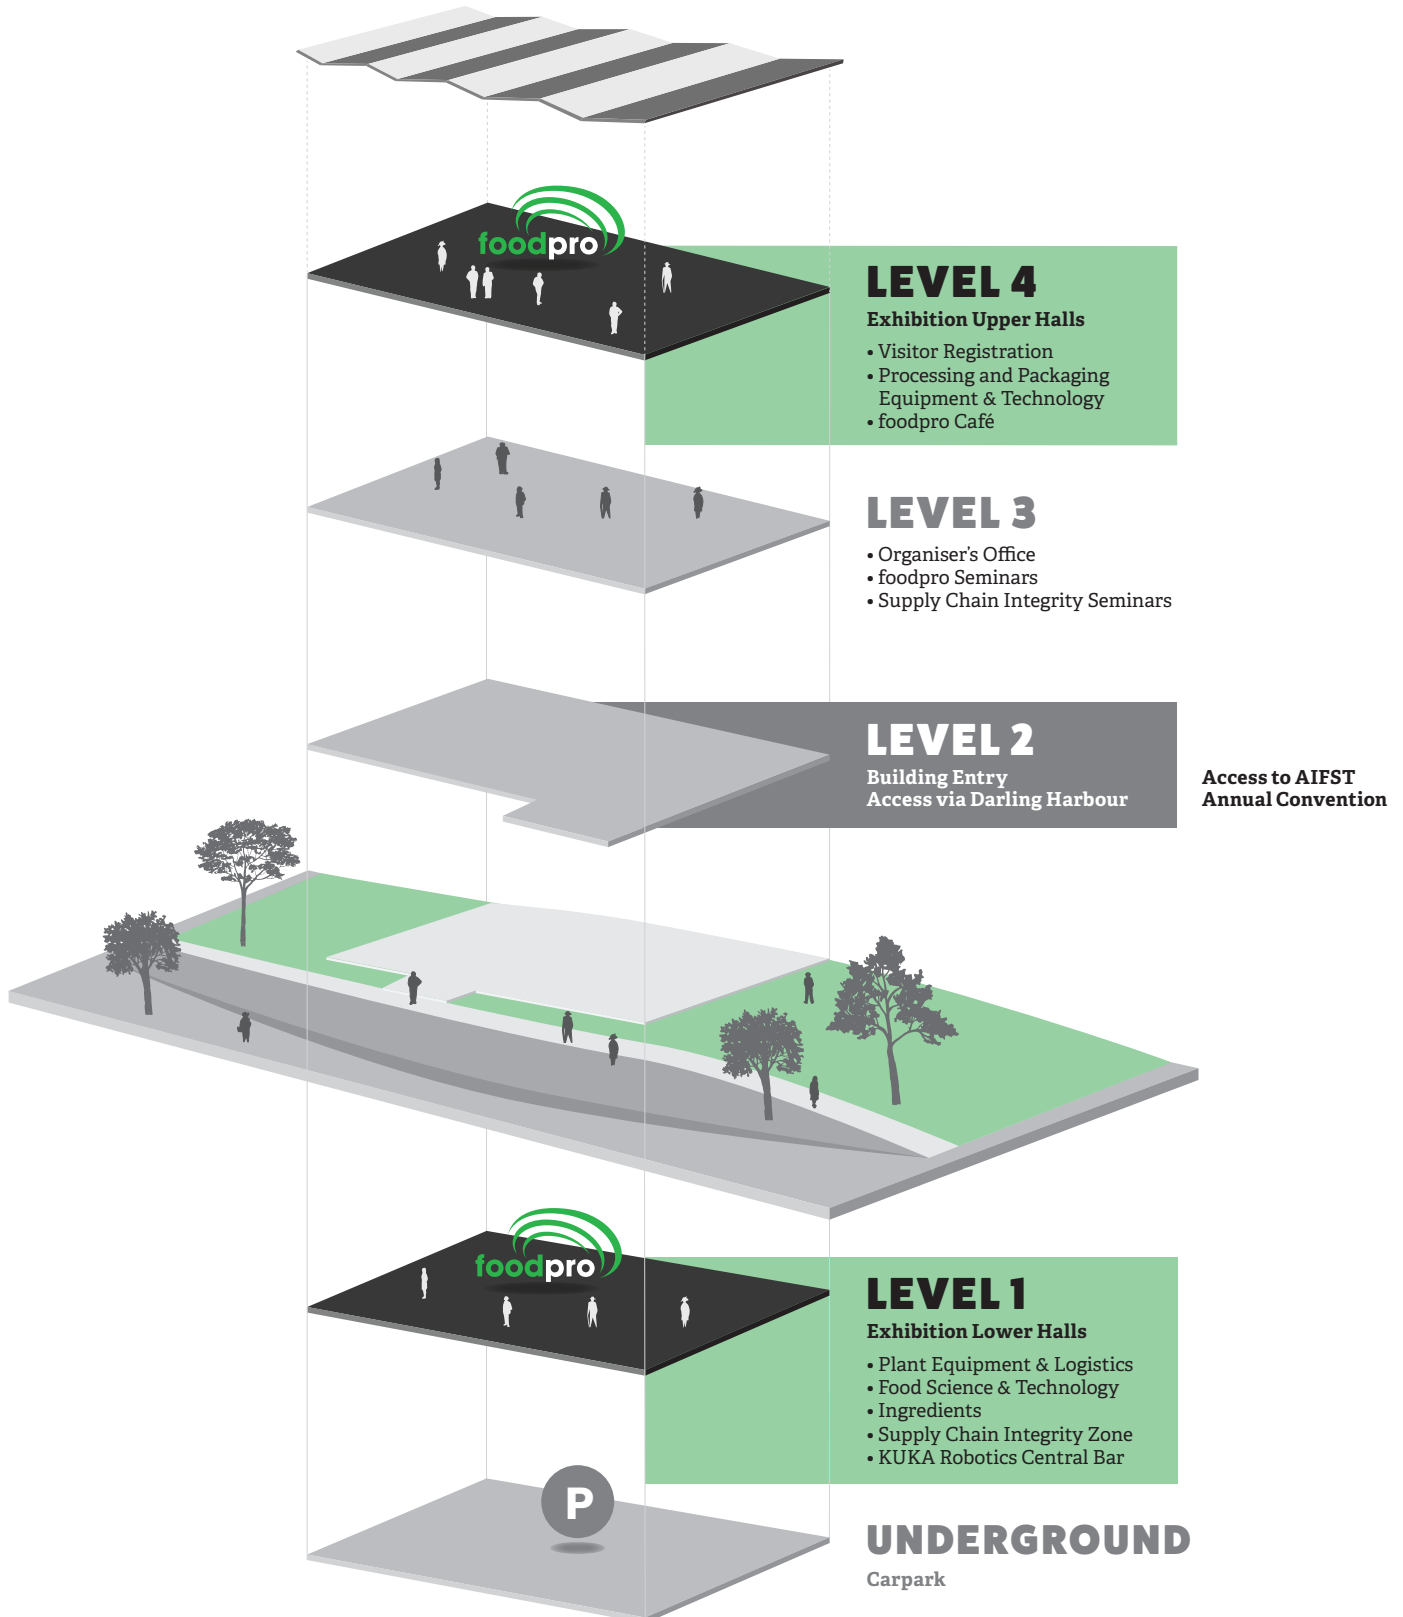 foodpro
LEVEL 4
Exhibition Upper Halls
• Visitor Registration
• Processing and Packaging
Equipment & Technology
• foodpro Café
LEVEL 3
• Organiser’s Office
• foodpro Seminars
• Supply Chain Integrity Seminars
LEVEL 2
Building Entry
Access via Darling Harbour
Access to AIFST
Annual Convention
foodpro
LEVEL 1
Exhibition Lower Halls
• Plant Equipment & Logistics
• Food Science & Technology
• Ingredients
• Supply Chain Integrity Zone
• KUKA Robotics Central Bar
P
UNDERGROUND
Carpark